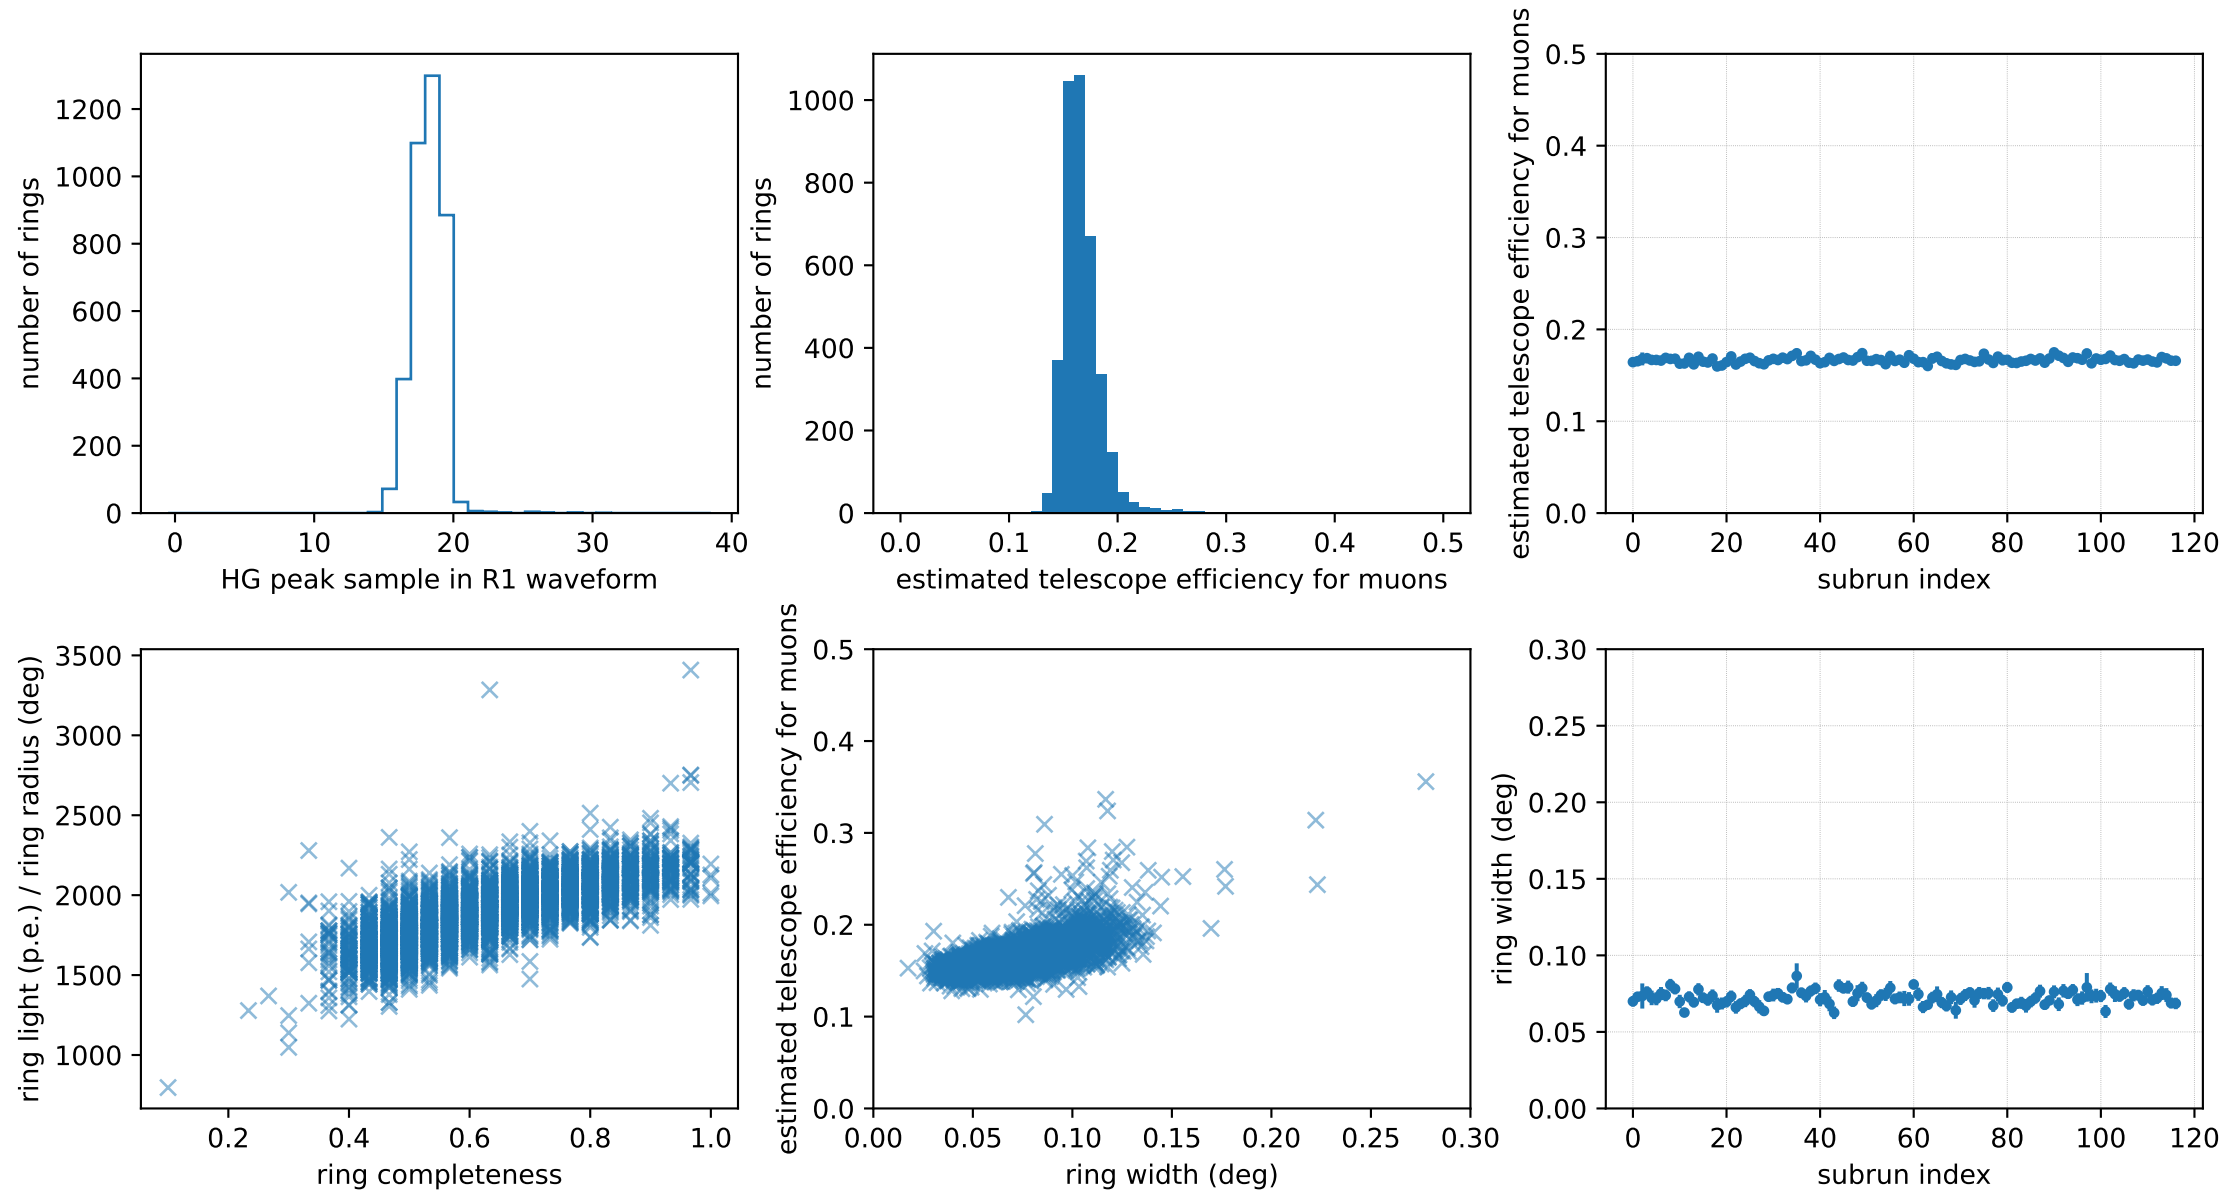 number of rings
1200
1000
800
600
400
200
0
0 10 20 30 40
HG peak sample in R1 waveform
number of rings
1000
800
600
400
200
0
0.0 0.1 0.2 0.3 0.4 0.5
estimated telescope efficiency for muons
estimated telescope efficiency for muons
0.5
0.4
0.3
0.2
0.1
0.0
0 20 40 60 80 100 120
subrun index
ring light (p.e.) / ring radius (deg)
3500
3000
2500
2000
1500
1000
0.2 0.4 0.6 0.8 1.0
ring completeness
estimated telescope efficiency for muons
0.5
0.4
0.3
0.2
0.1
0.0
0.00 0.05 0.10 0.15 0.20 0.25 0.30
ring width (deg)
ring width (deg)
0.30
0.25
0.20
0.15
0.10
0.05
0.00
0 20 40 60 80 100 120
subrun index